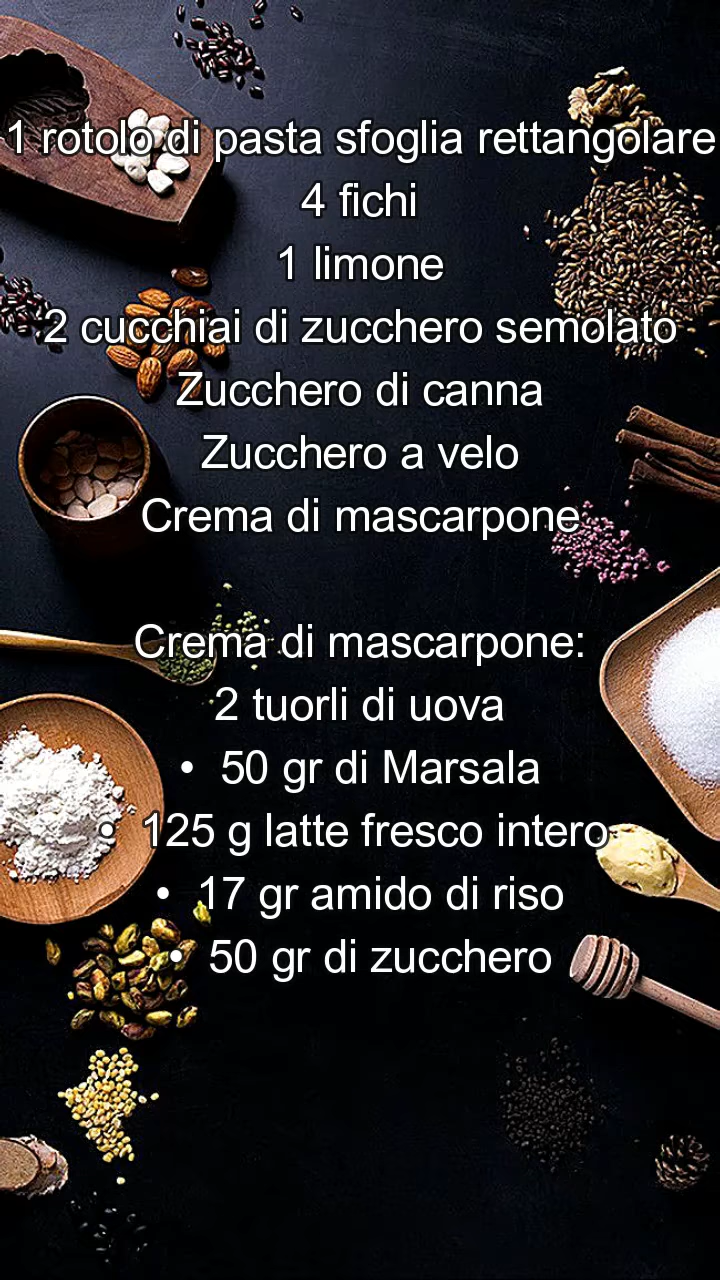 1 rotolo di pasta sfoglia rettangolare
4 fichi
1 limone
2 cucchiai di zucchero semolato
Zucchero di canna
Zucchero a velo
Crema di mascarpone
Crema di mascarpone:
2 tuorli di uova
• 50 gr di Marsala
• 125 g latte fresco intero
• 17 gr amido di riso
• 50 gr di zucchero